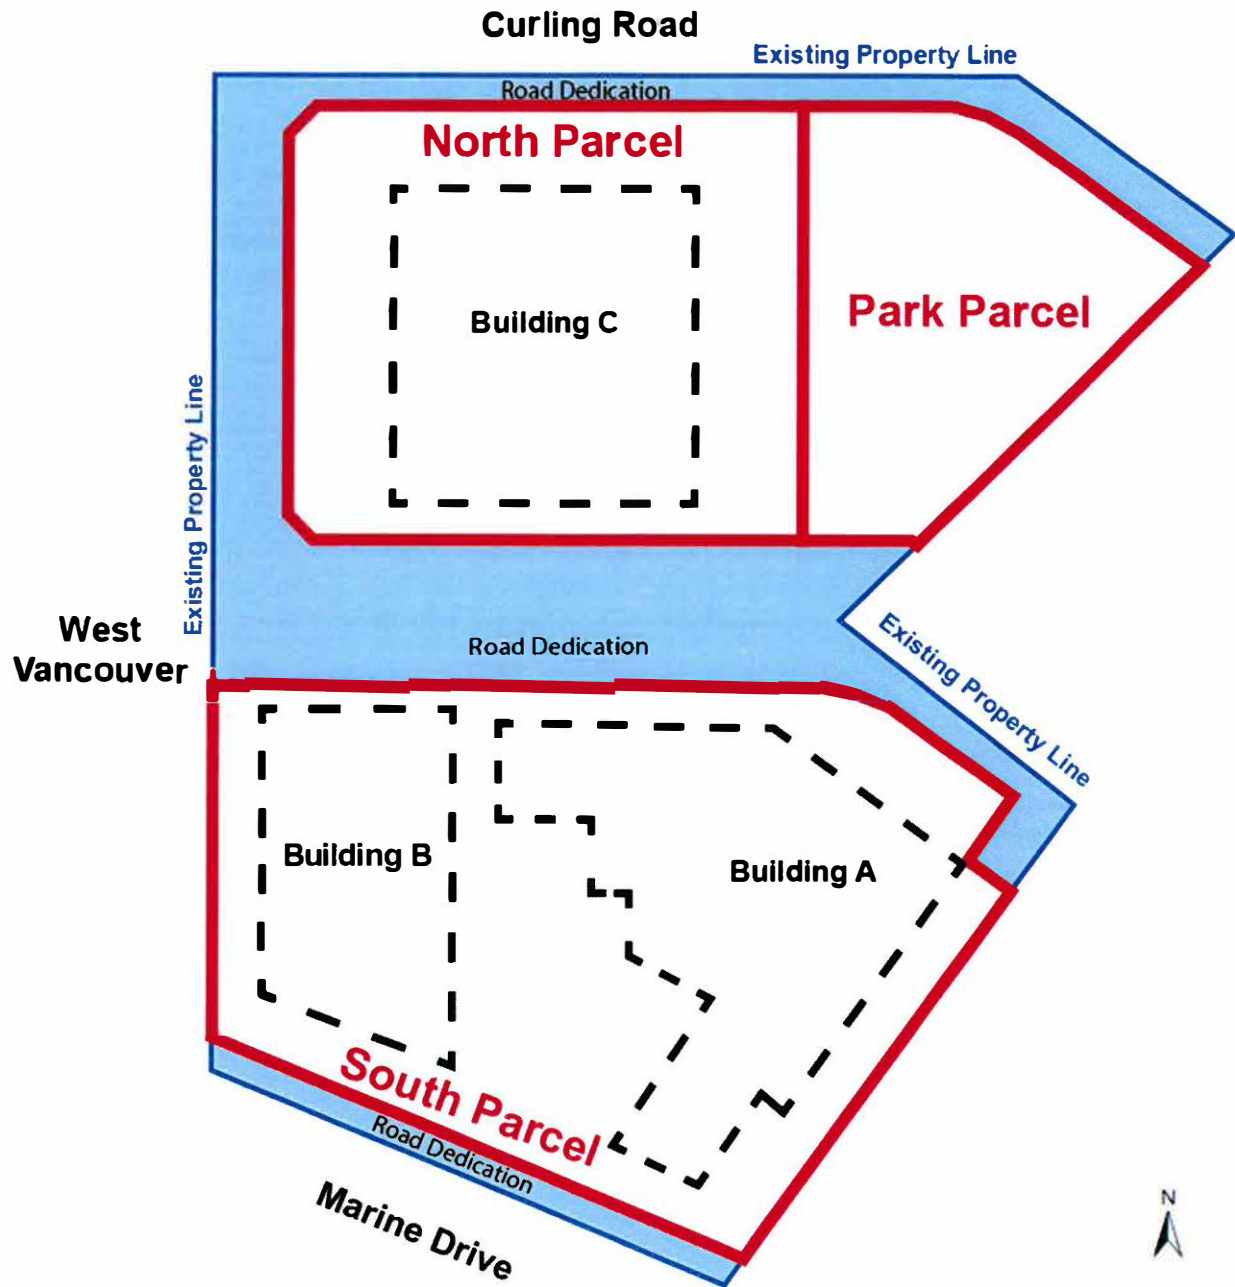 Curling Road
Existing Property Line
Road Dedication
North Parcel
Building C
Park Parcel
Existing Property Line
West
Vancouver
Road Dedication
Existing Property Line
Building B
Building A
South Parcel
Road Dedication
Marine Drive
N